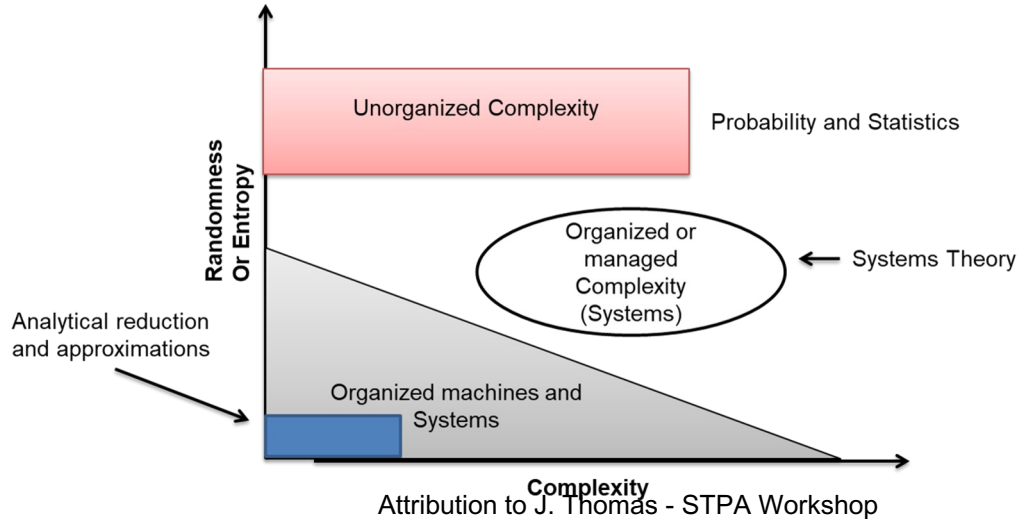 Unorganized Complexity
Probability and Statistics
Randomness
Or Entropy
Organized or
managed
Complexity
(Systems)
Systems Theory
Analytical reduction
and approximations
Organized machines and
Systems
Complexity
Attribution to J. Thomas - STPA Workshop